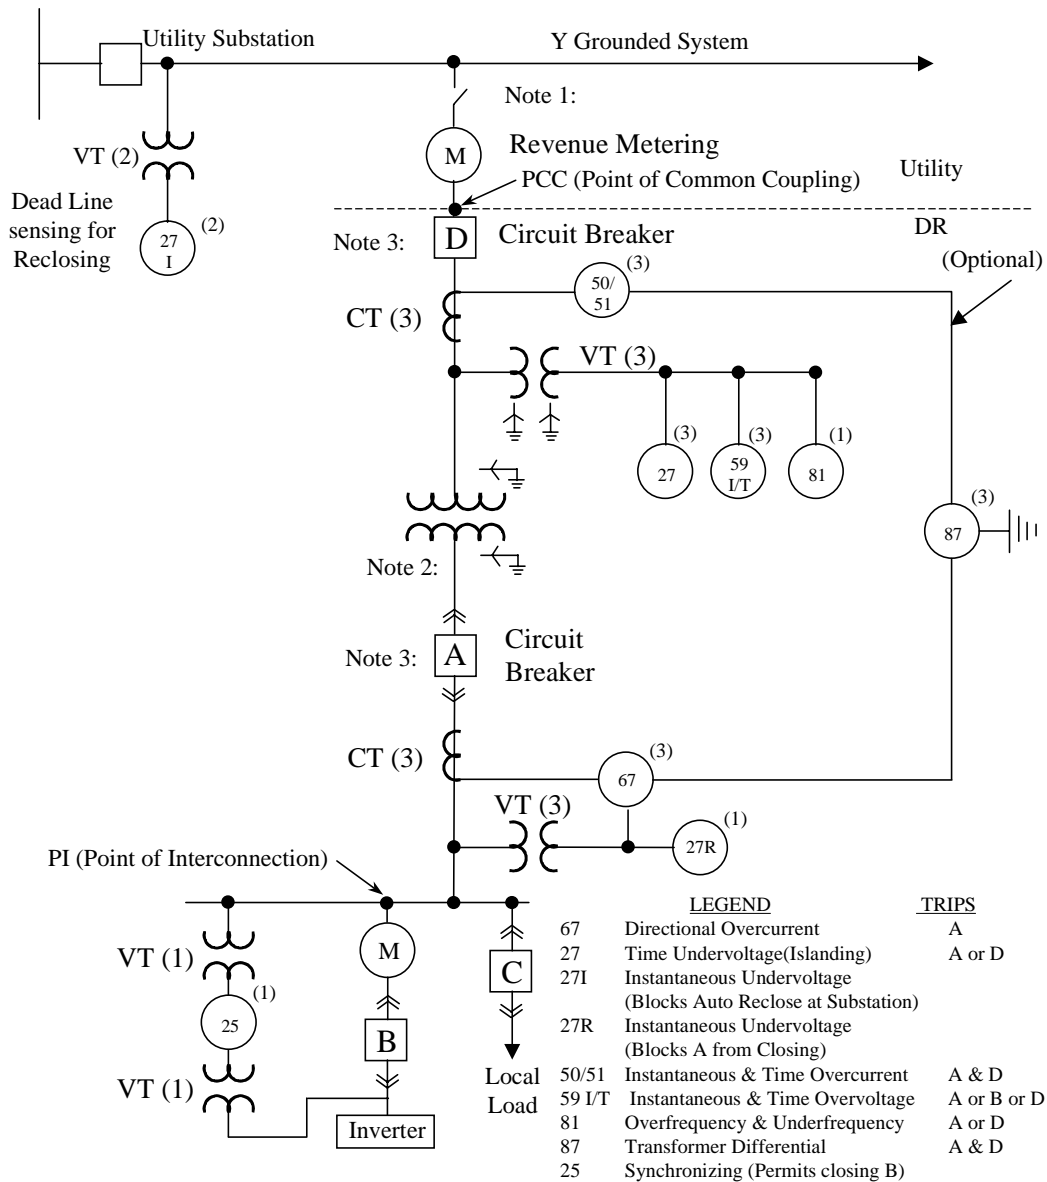 Utility Substation
Y Grounded System
Note 1:
VT (2)
M
Revenue Metering
PCC (Point of Common Coupling)
Utility
Dead Line
sensing for
Reclosing
(2)
27
I
Note 3:
D
Circuit Breaker
DR
(Optional)
(3)
50/
51
CT (3)
VT (3)
(3)
(3)
(1)
27
59
I/T
81
(3)
87
Note 2:
Note 3:
A
Circuit
Breaker
CT (3)
(3)
67
VT (3)
(1)
27R
PI (Point of Interconnection)
VT (1)
M
C
(1)
25
B
VT (1)
Local
Load
Inverter
LEGEND TRIPS
67 Directional Overcurrent A
27 Time Undervoltage(Islanding) A or D
27I Instantaneous Undervoltage
(Blocks Auto Reclose at Substation)
27R Instantaneous Undervoltage
(Blocks A from Closing)
50/51 Instantaneous & Time Overcurrent A & D
59 I/T Instantaneous & Time Overvoltage A or B or D
81 Overfrequency & Underfrequency A or D
87 Transformer Differential A & D
25 Synchronizing (Permits closing B)